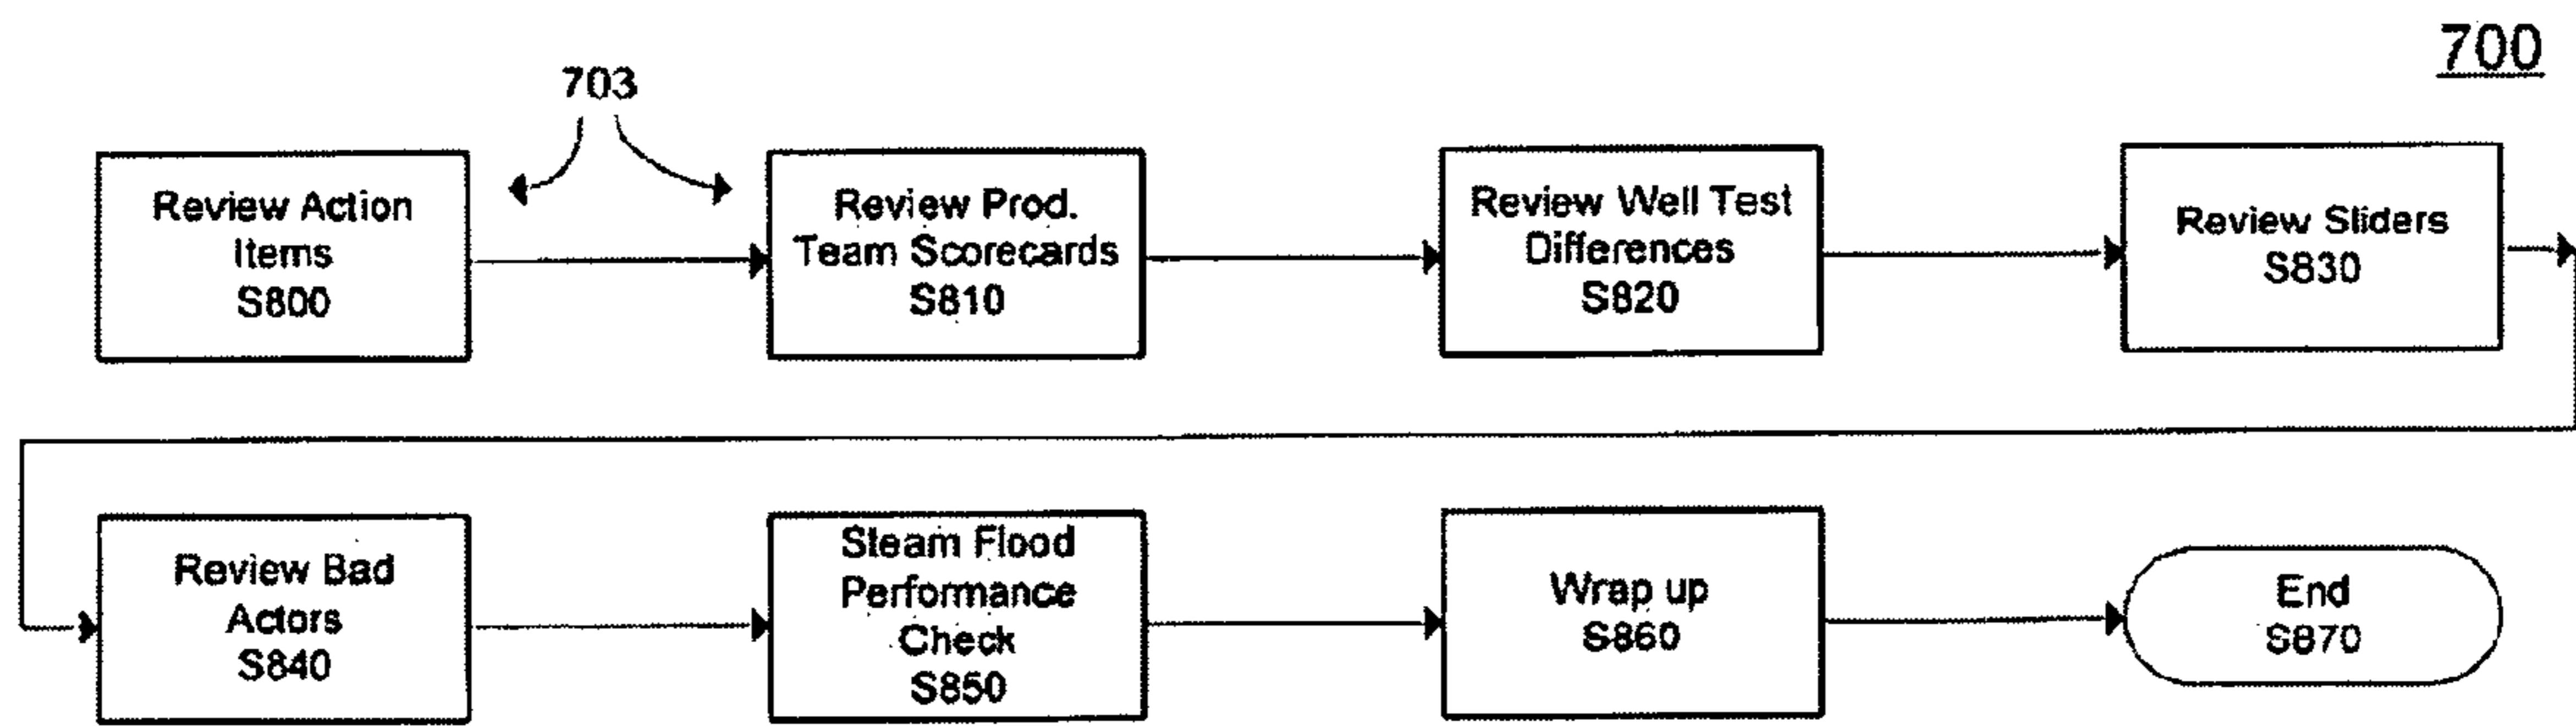 700
703
Review Action
Items
S800
Review Prod.
Team Scorecards
S810
Review Well Test
Differences
S820
Review Sliders
S830
Review Bad
Actors
S840
Steam Flood
Performance
Check
S850
Wrap up
S860
End
S870